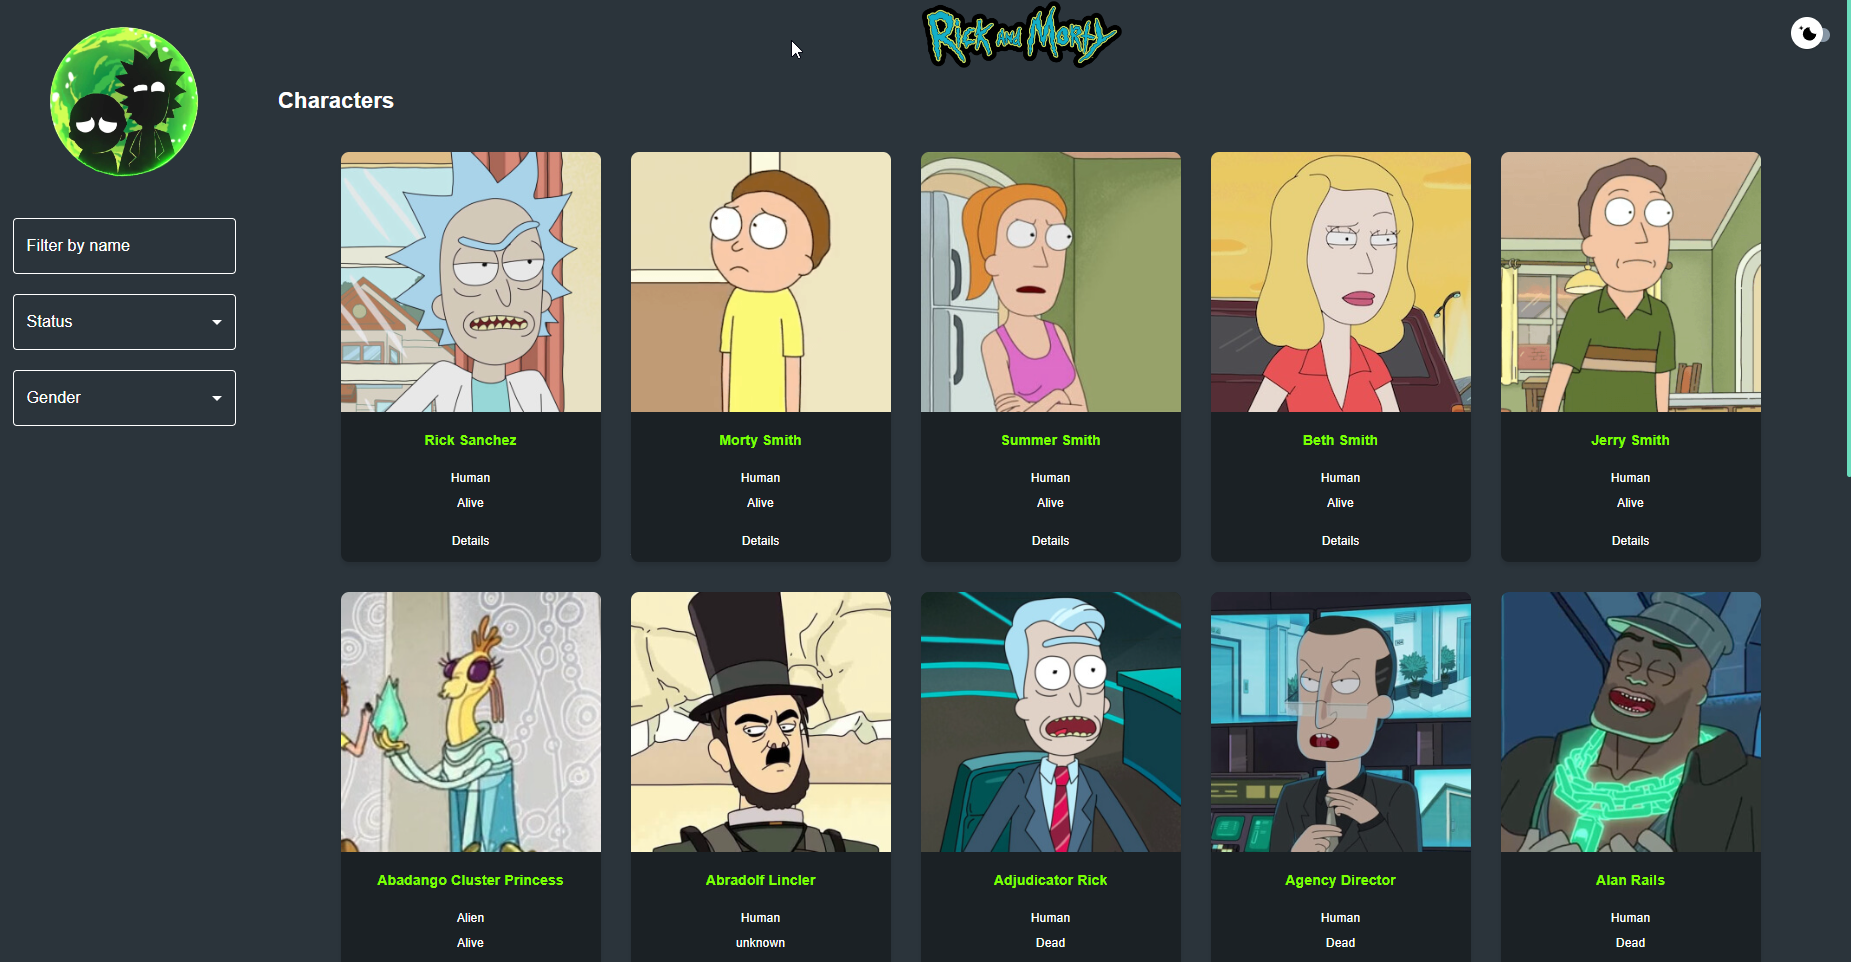 Rick and Morty
Characters
Filter by name
Status
Gender
Rick Sanchez
Human
Alive
Details
Morty Smith
Human
Alive
Details
Summer Smith
Human
Alive
Details
Beth Smith
Human
Alive
Details
Jerry Smith
Human
Alive
Details
Abadango Cluster Princess
Alien
Alive
Abradolf Lincler
Human
unknown
Adjudicator Rick
Human
Dead
Agency Director
Human
Dead
Alan Rails
Human
Dead